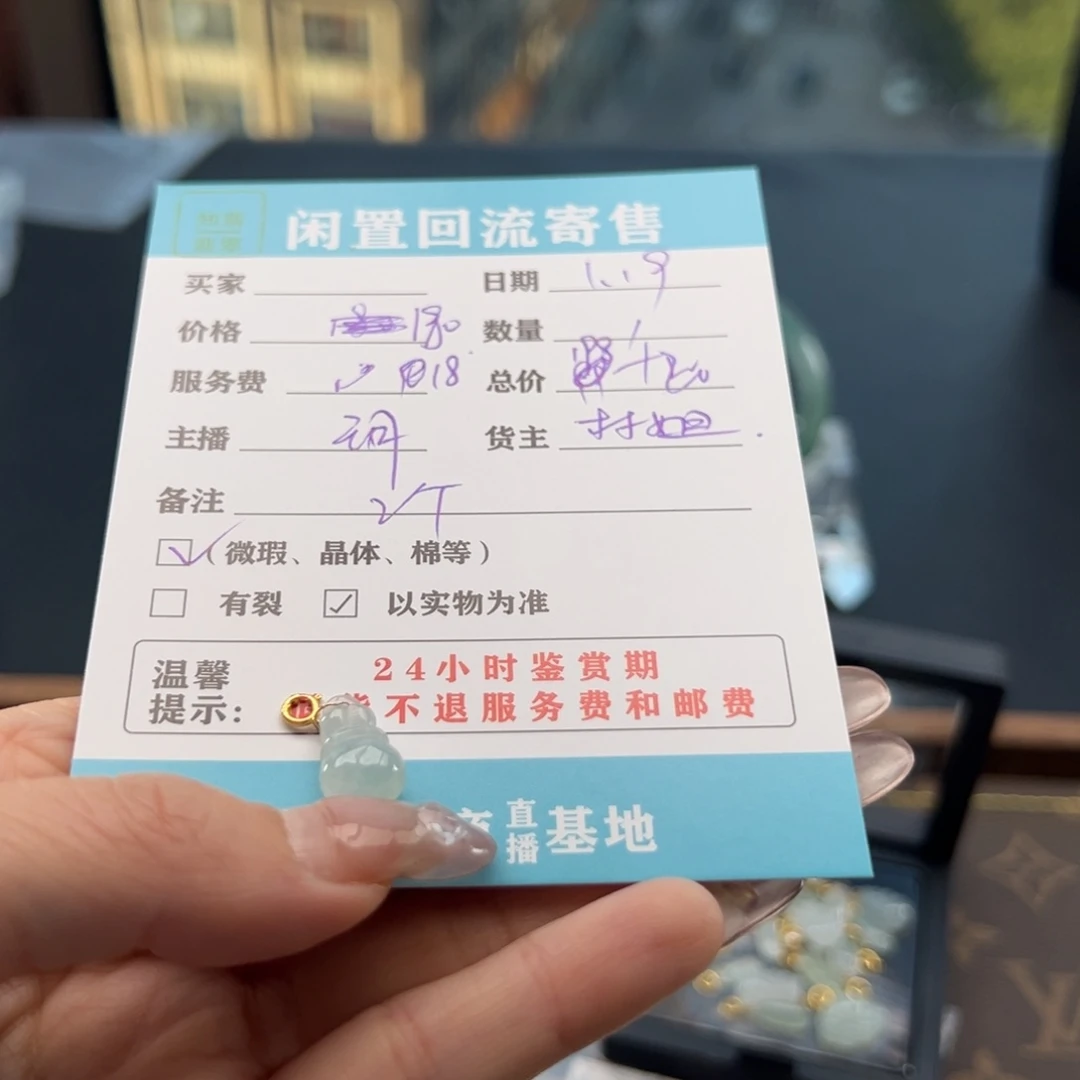 闲置回流寄售
买家 日期 1.19
价格 130 数量 1
服务费 18 总价
主播 货主
备注
(微瑕、晶体、棉等)
有裂 以实物为准
温馨 24小时鉴赏期
提示: 不退服务费和邮费
直播基地